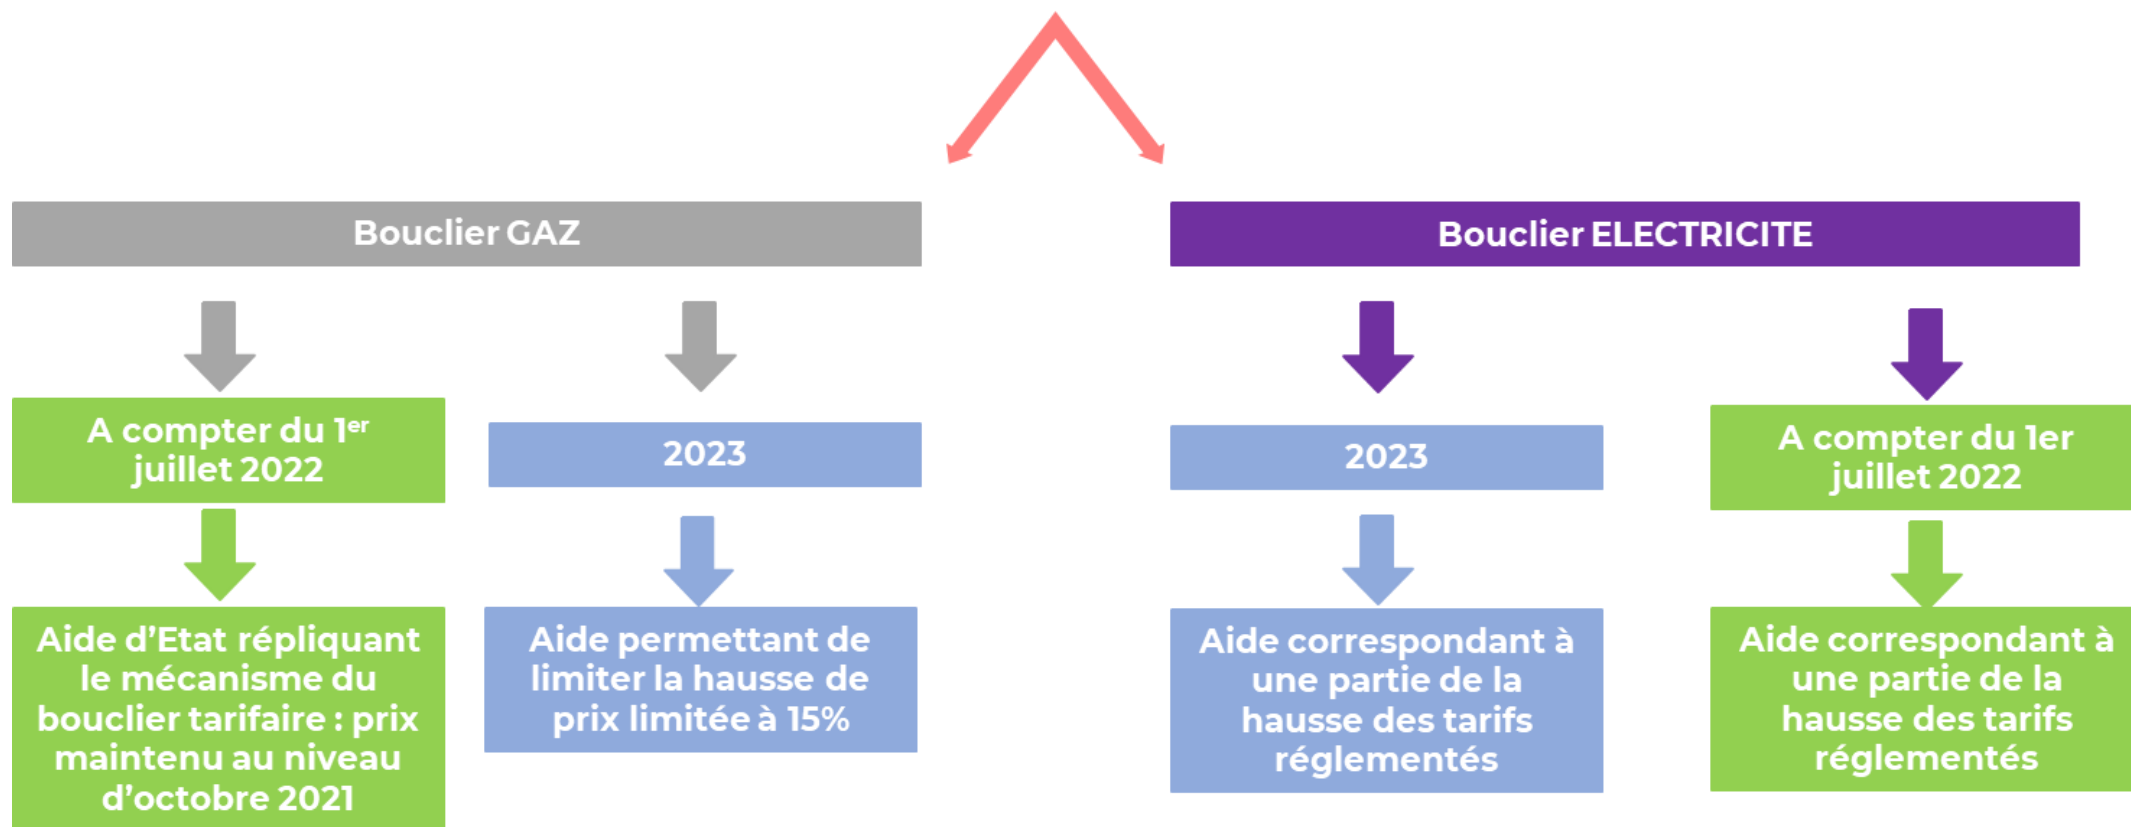 Bouclier GAZ
Bouclier ELECTRICITE
A compter du 1er
juillet 2022
2023
2023
A compter du 1er
juillet 2022
Aide d’Etat répliquant
le mécanisme du
bouclier tarifaire : prix
maintenu au niveau
d’octobre 2021
Aide permettant de
limiter la hausse de
prix limitée à 15%
Aide correspondant à
une partie de la
hausse des tarifs
réglementés
Aide correspondant à
une partie de la
hausse des tarifs
réglementés